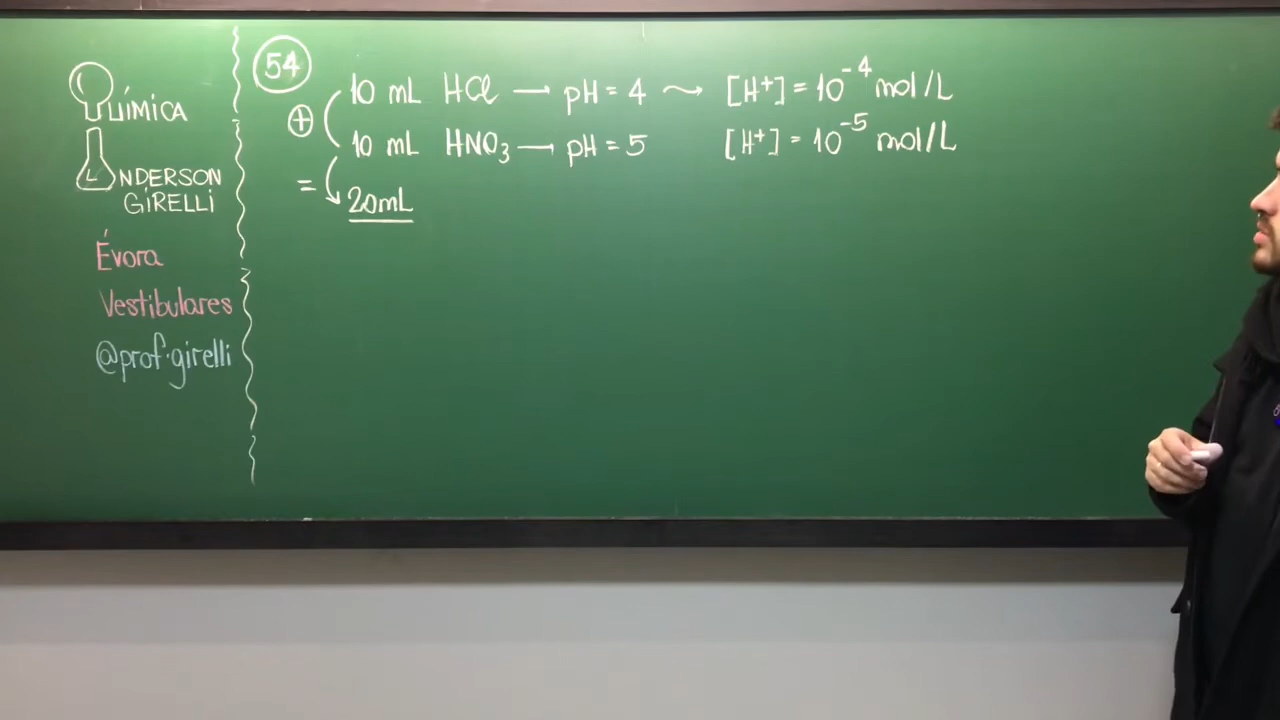 QUÍMICA
ANDERSON
GIRELLI
Évora
Vestibulares
@prof.girelli
54
10 mL HCl → pH = 4 ⤳ [H⁺] = 10⁻⁴ mol/L
⊕
10 mL HNO₃ → pH = 5 [H⁺] = 10⁻⁵ mol/L
= 20mL